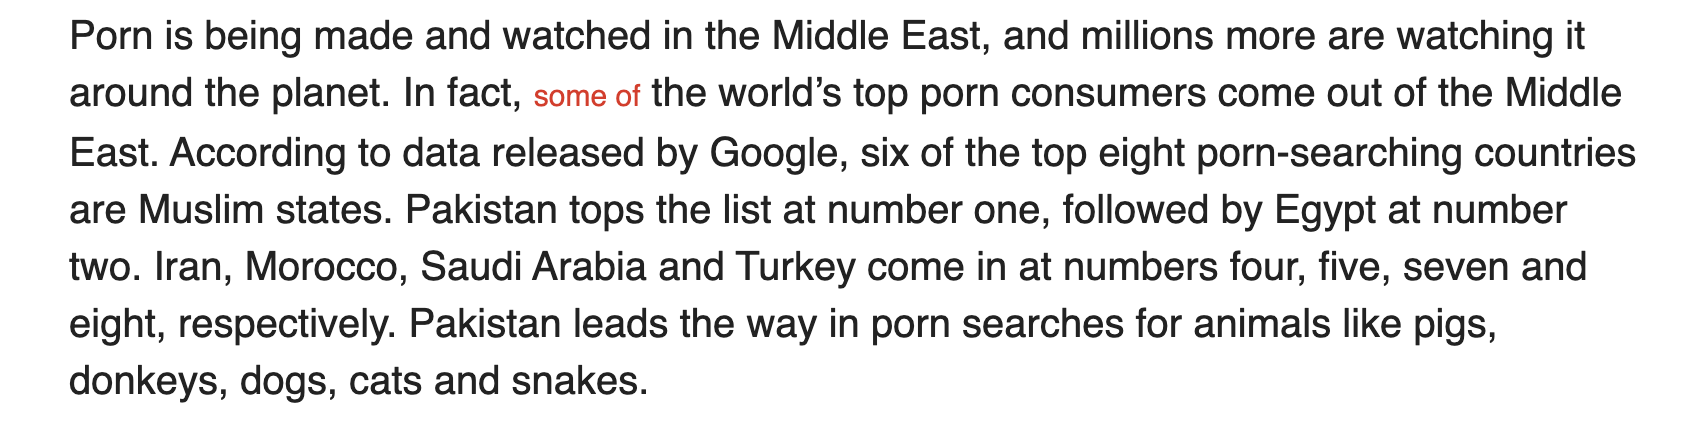 Porn is being made and watched in the Middle East, and millions more are watching it
around the planet. In fact, some of the world’s top porn consumers come out of the Middle
East. According to data released by Google, six of the top eight porn-searching countries
are Muslim states. Pakistan tops the list at number one, followed by Egypt at number
two. Iran, Morocco, Saudi Arabia and Turkey come in at numbers four, five, seven and
eight, respectively. Pakistan leads the way in porn searches for animals like pigs,
donkeys, dogs, cats and snakes.